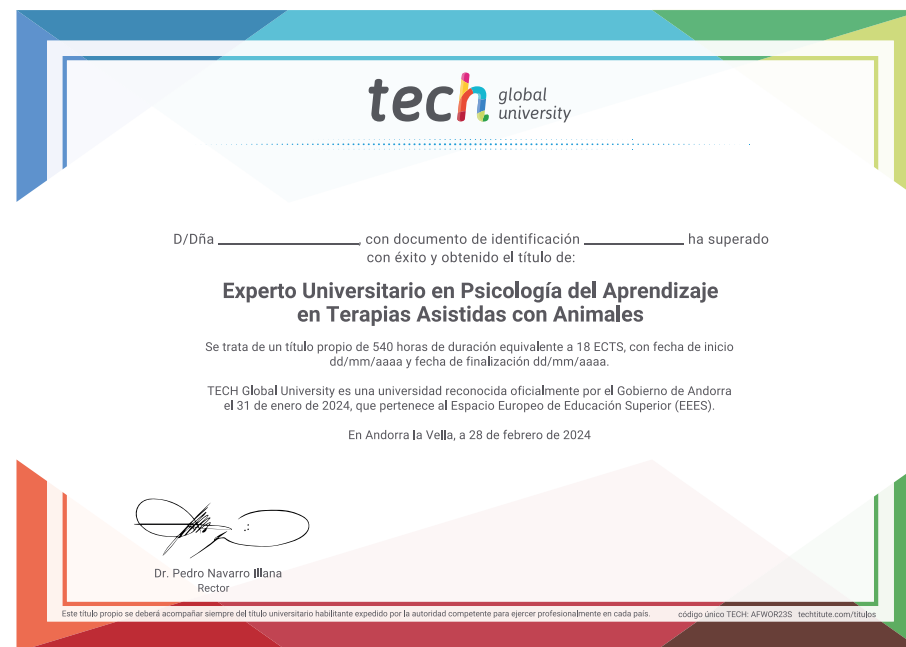 tech global
university
D/Dña ____________________, con documento de identificación ______________ ha superado
con éxito y obtenido el título de:
Experto Universitario en Psicología del Aprendizaje
en Terapias Asistidas con Animales
Se trata de un título propio de 540 horas de duración equivalente a 18 ECTS, con fecha de inicio
dd/mm/aaaa y fecha de finalización dd/mm/aaaa.
TECH Global University es una universidad reconocida oficialmente por el Gobierno de Andorra
el 31 de enero de 2024, que pertenece al Espacio Europeo de Educación Superior (EEES).
En Andorra la Vella, a 28 de febrero de 2024
Dr. Pedro Navarro Illana
Rector
Este título propio se deberá acompañar siempre del título universitario habilitante expedido por la autoridad competente para ejercer profesionalmente en cada país. código único TECH: AFWOR23S techtitute.com/titulos